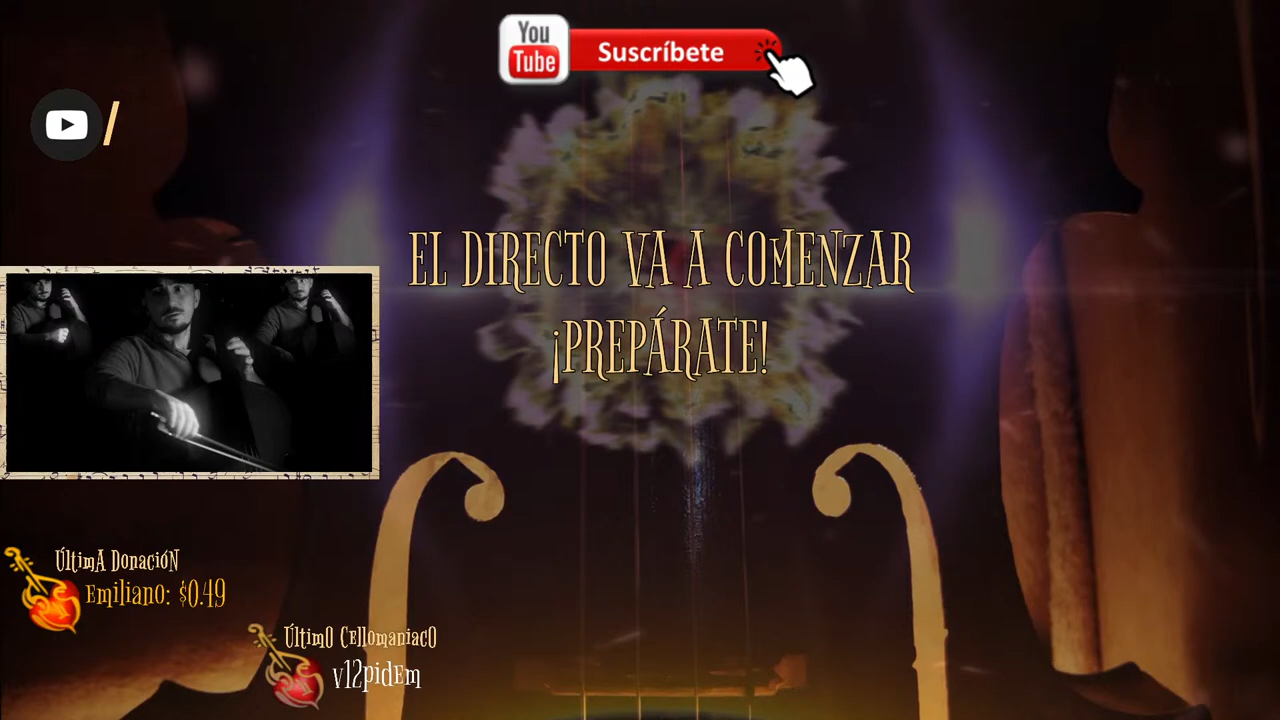 You
Tube
Suscríbete
/
EL DIRECTO VA A COMENZAR
¡PREPÁRATE!
ÚltimA DonacióN
Emiliano: $0.49
ÚltimO CellomaniacO
v12pidEm